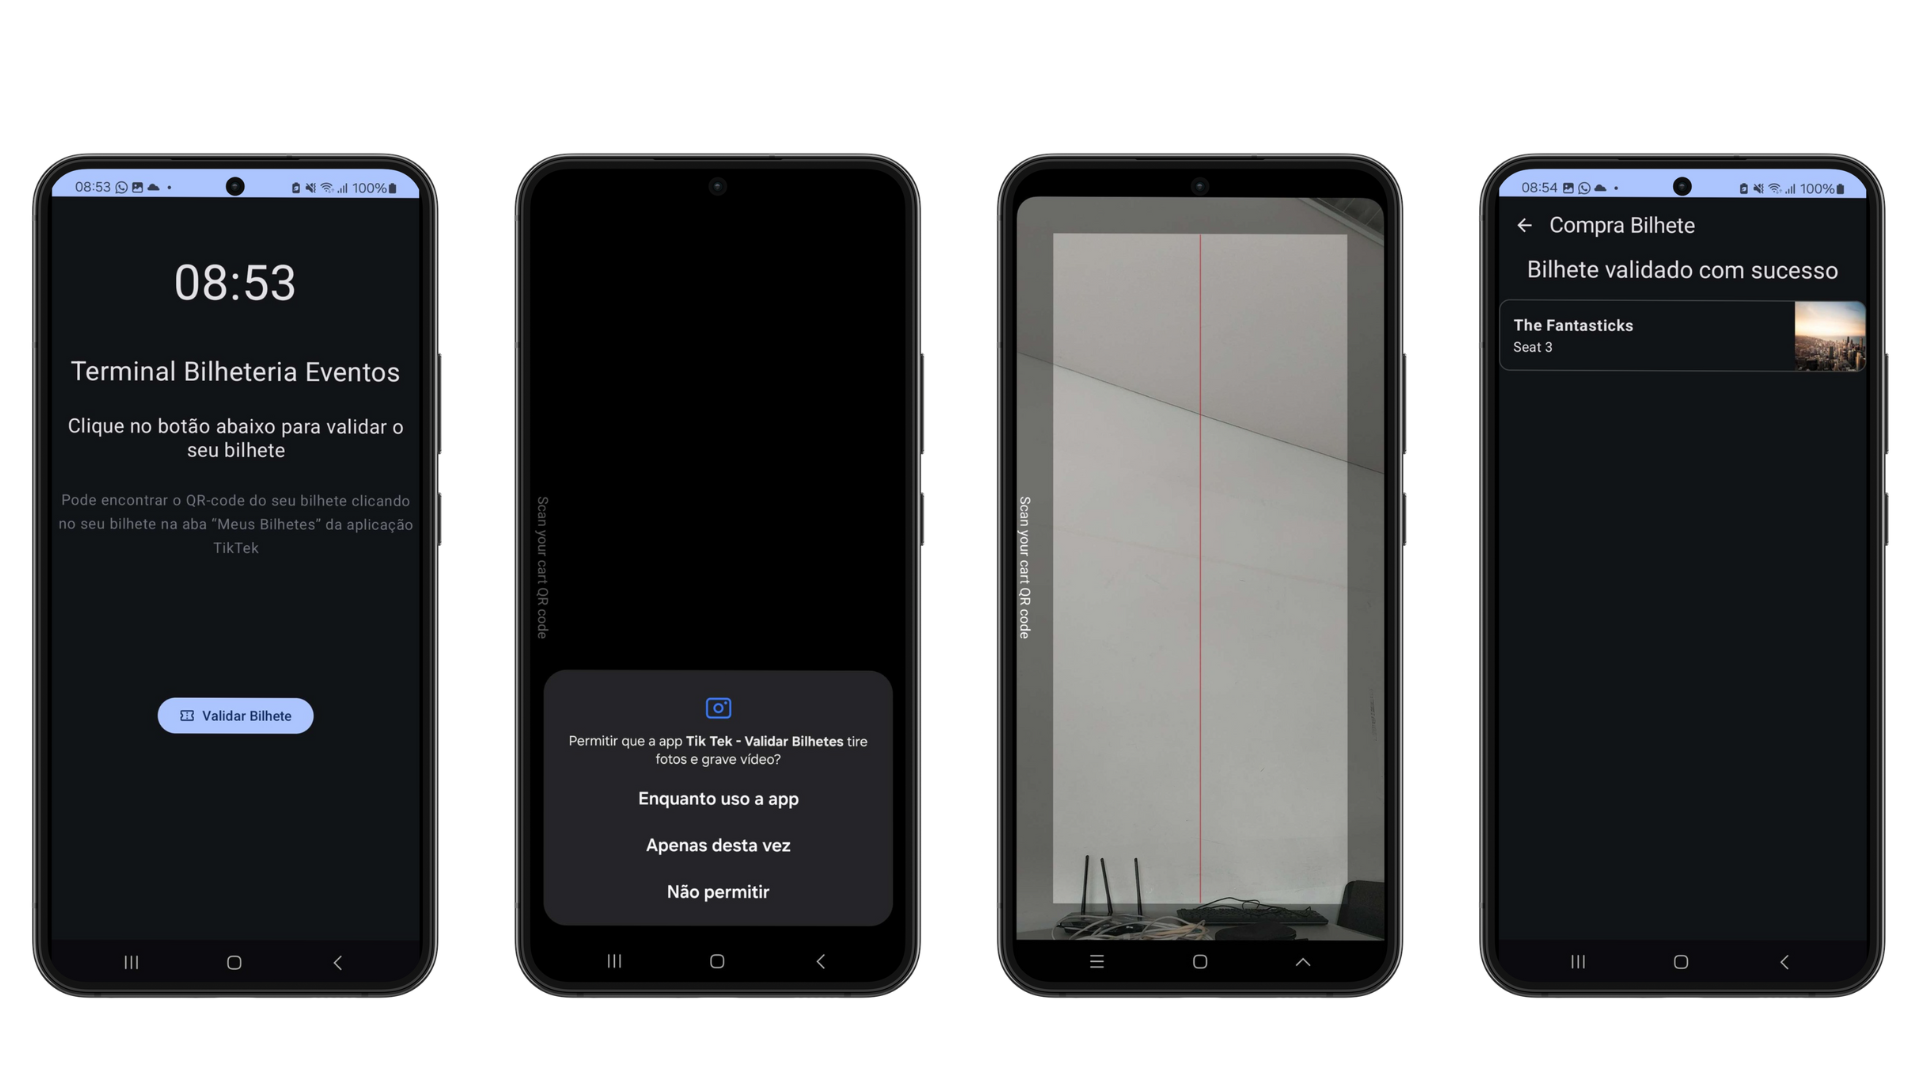 08:53
100%
08:53
Terminal Bilheteria Eventos
Clique no botão abaixo para validar o
seu bilhete
Pode encontrar o QR-code do seu bilhete clicando
no seu bilhete na aba “Meus Bilhetes” da aplicação
TikTek
Validar Bilhete
Scan your cart QR code
Permitir que a app Tik Tek - Validar Bilhetes tire
fotos e grave vídeo?
Enquanto uso a app
Apenas desta vez
Não permitir
Scan your cart QR code
08:54
100%
Compra Bilhete
Bilhete validado com sucesso
The Fantasticks
Seat 3